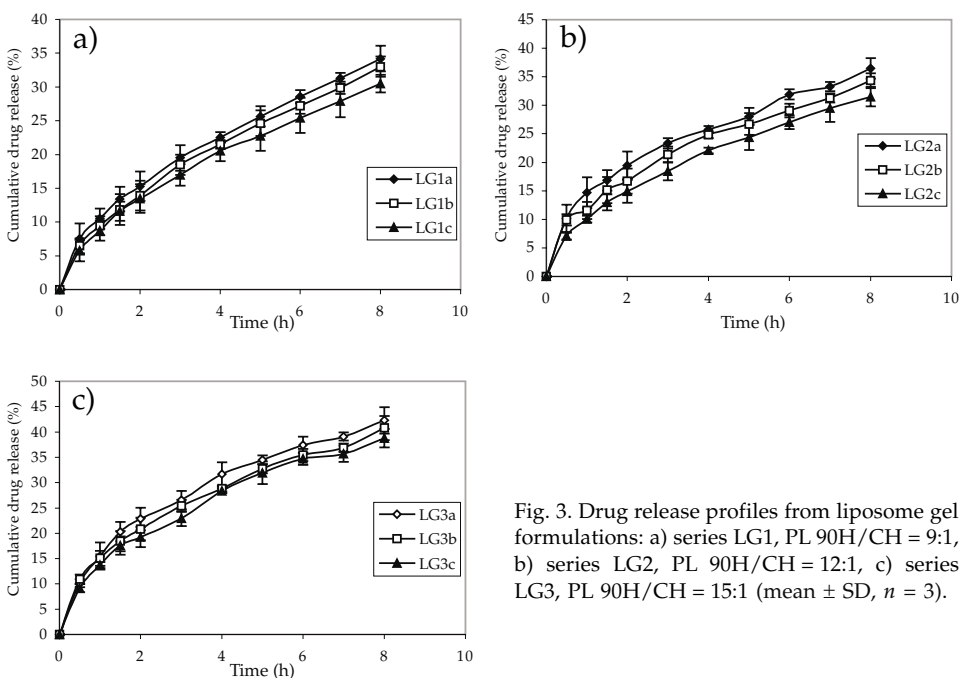 a)
Cumulative drug release (%)
40
35
30
25
20
15
10
5
0
0 2 4 6 8 10
Time (h)
LG1a
LG1b
LG1c
b)
Cumulative drug release (%)
45
40
35
30
25
20
15
10
5
0
0 2 4 6 8 10
Time (h)
LG2a
LG2b
LG2c
c)
Cumulative drug release (%)
50
45
40
35
30
25
20
15
10
5
0
0 2 4 6 8 10
Time (h)
LG3a
LG3b
LG3c
Fig. 3. Drug release profiles from liposome gel
formulations: a) series LG1, PL 90H/CH = 9:1,
b) series LG2, PL 90H/CH = 12:1, c) series
LG3, PL 90H/CH = 15:1 (mean ± SD, n = 3).